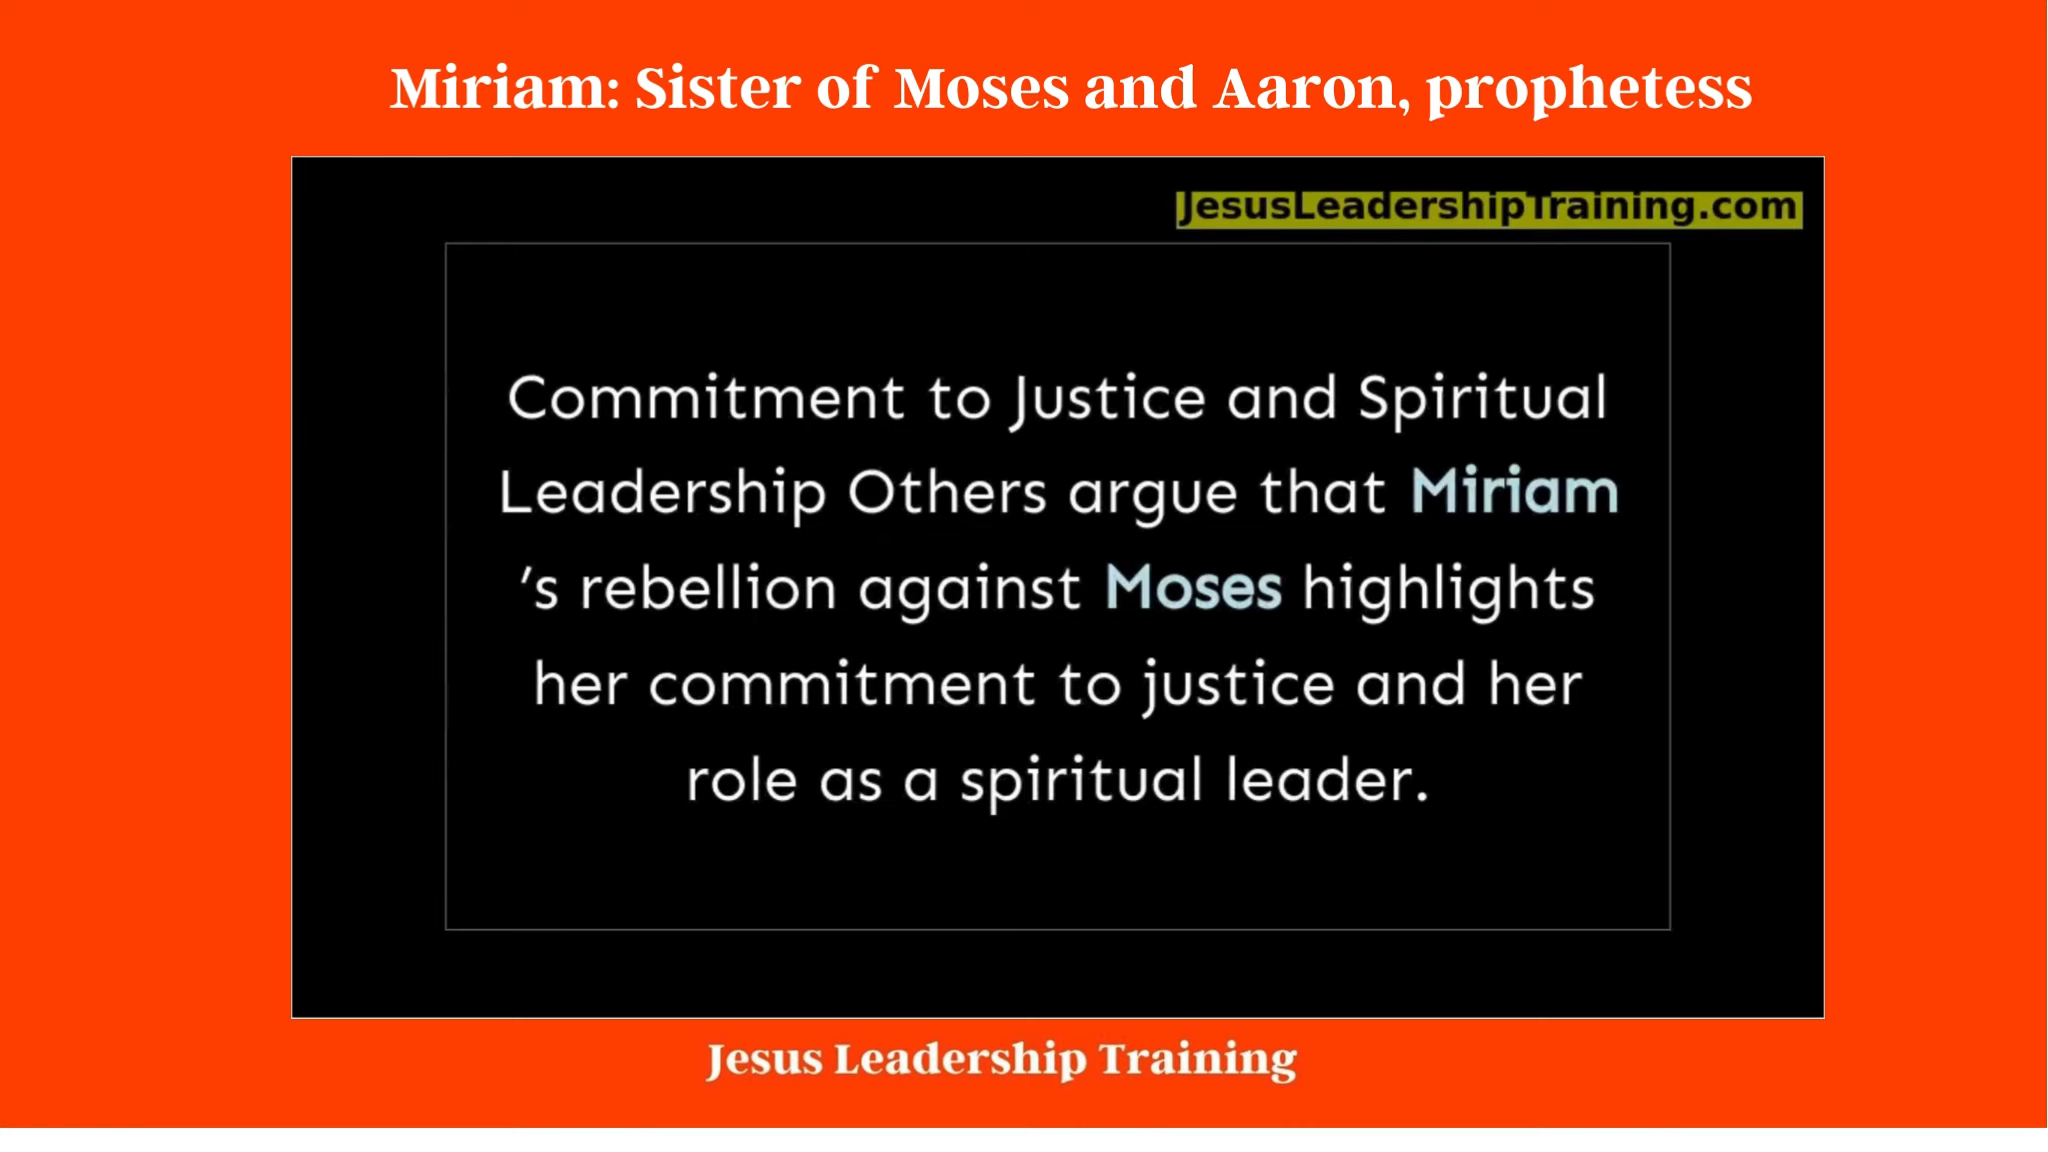 Miriam: Sister of Moses and Aaron, prophetess
JesusLeadershipTraining.com
Commitment to Justice and Spiritual
Leadership Others argue that Miriam
’s rebellion against Moses highlights
her commitment to justice and her
role as a spiritual leader.
Jesus Leadership Training